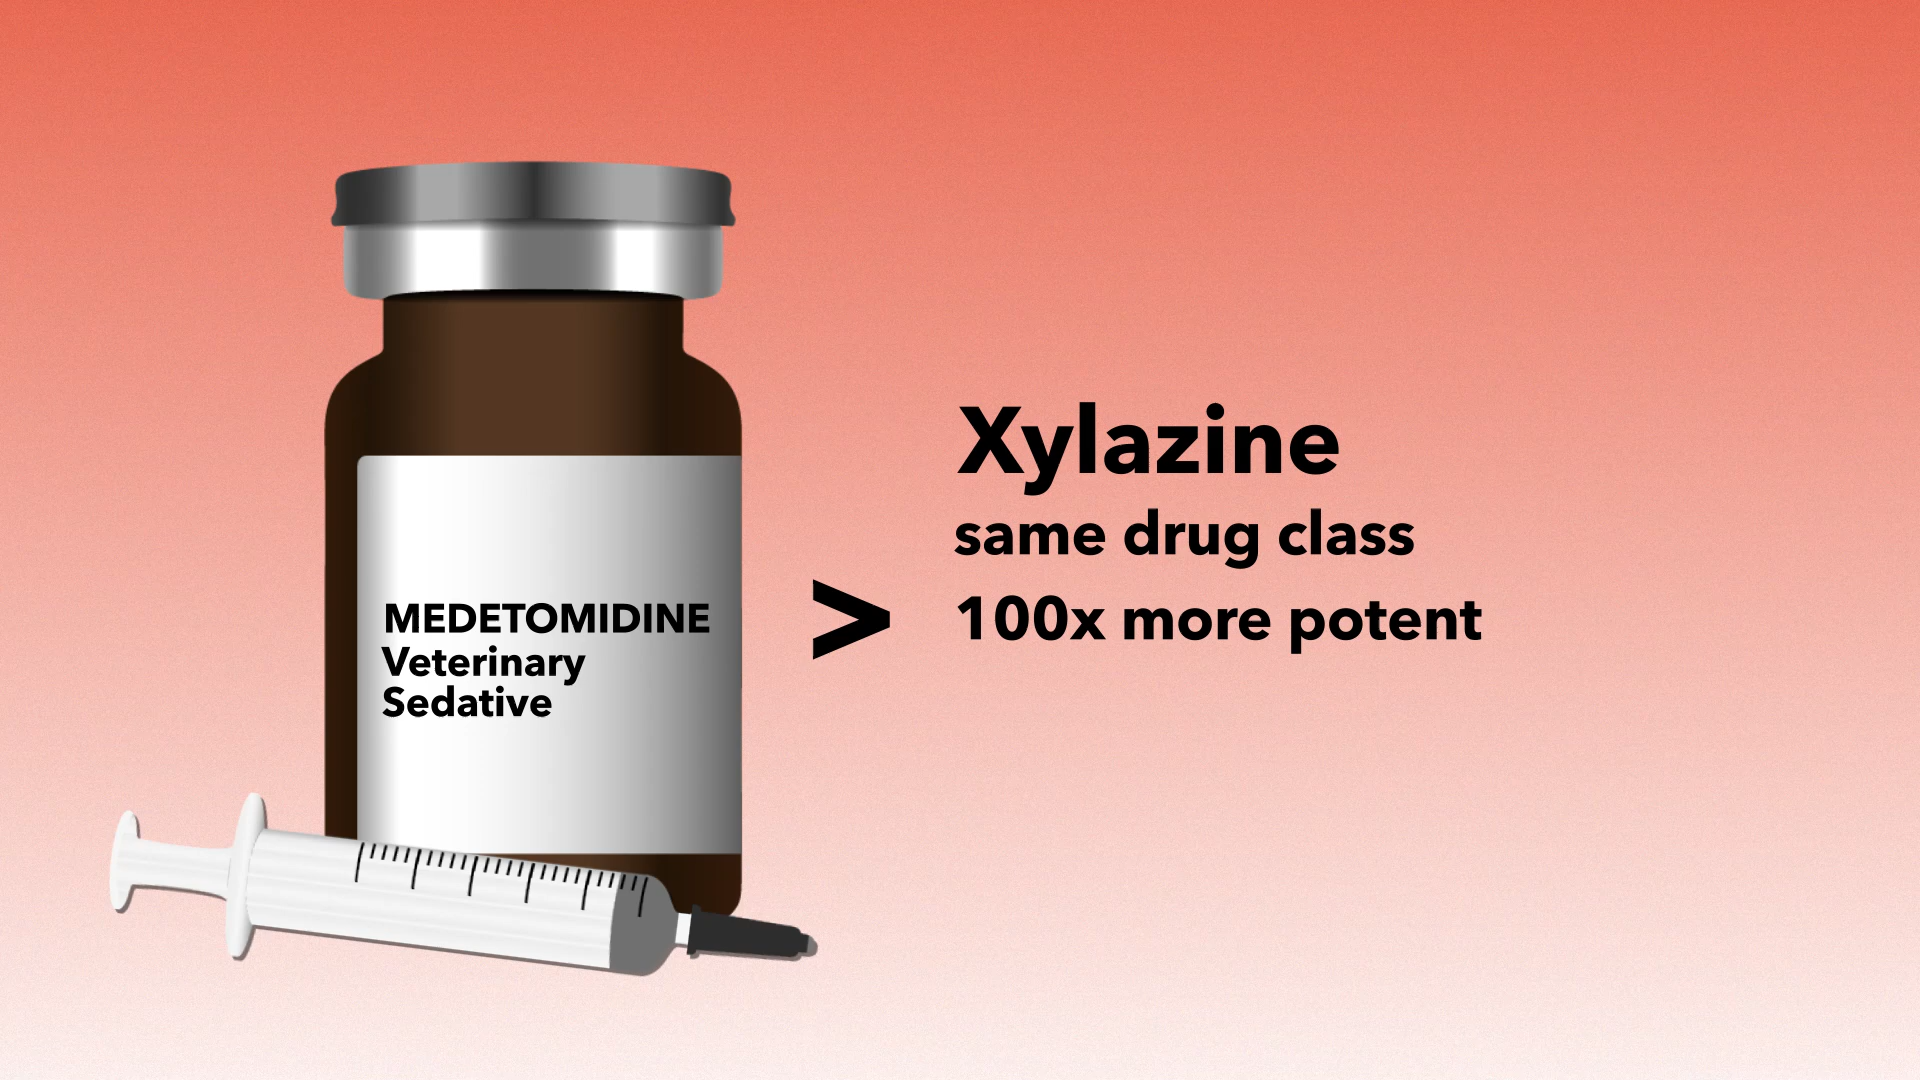 MEDETOMIDINE
Veterinary
Sedative
>
Xylazine
same drug class
100x more potent